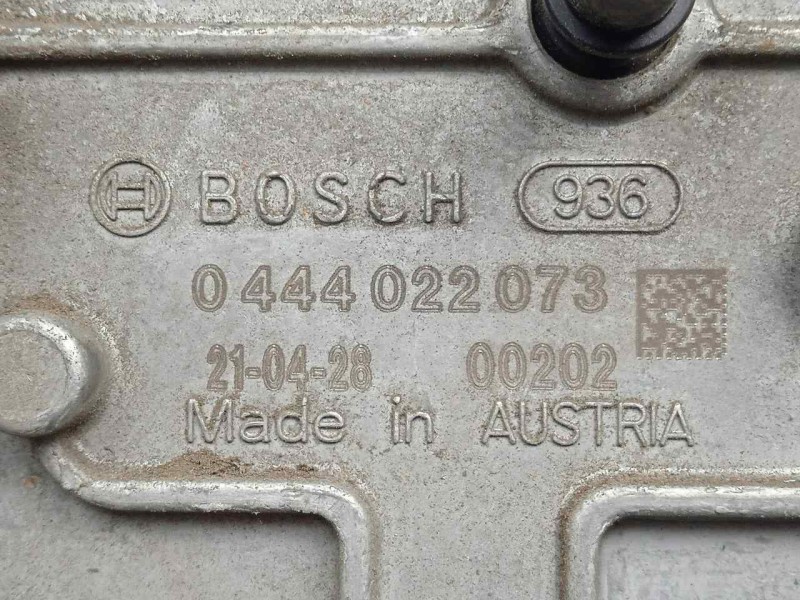 BOSCH 936
0 444 022 073
21-04-28 00202
Made in AUSTRIA